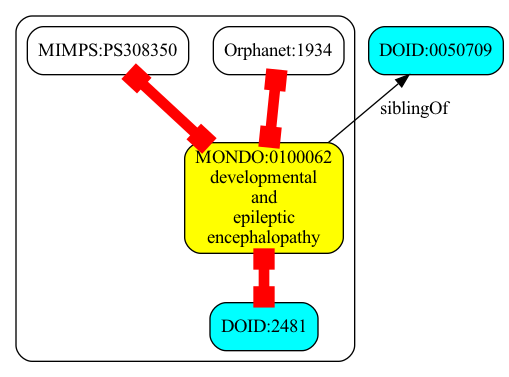 MIMPS:PS308350
Orphanet:1934
DOID:0050709
siblingOf
MONDO:0100062
developmental
and
epileptic
encephalopathy
DOID:2481